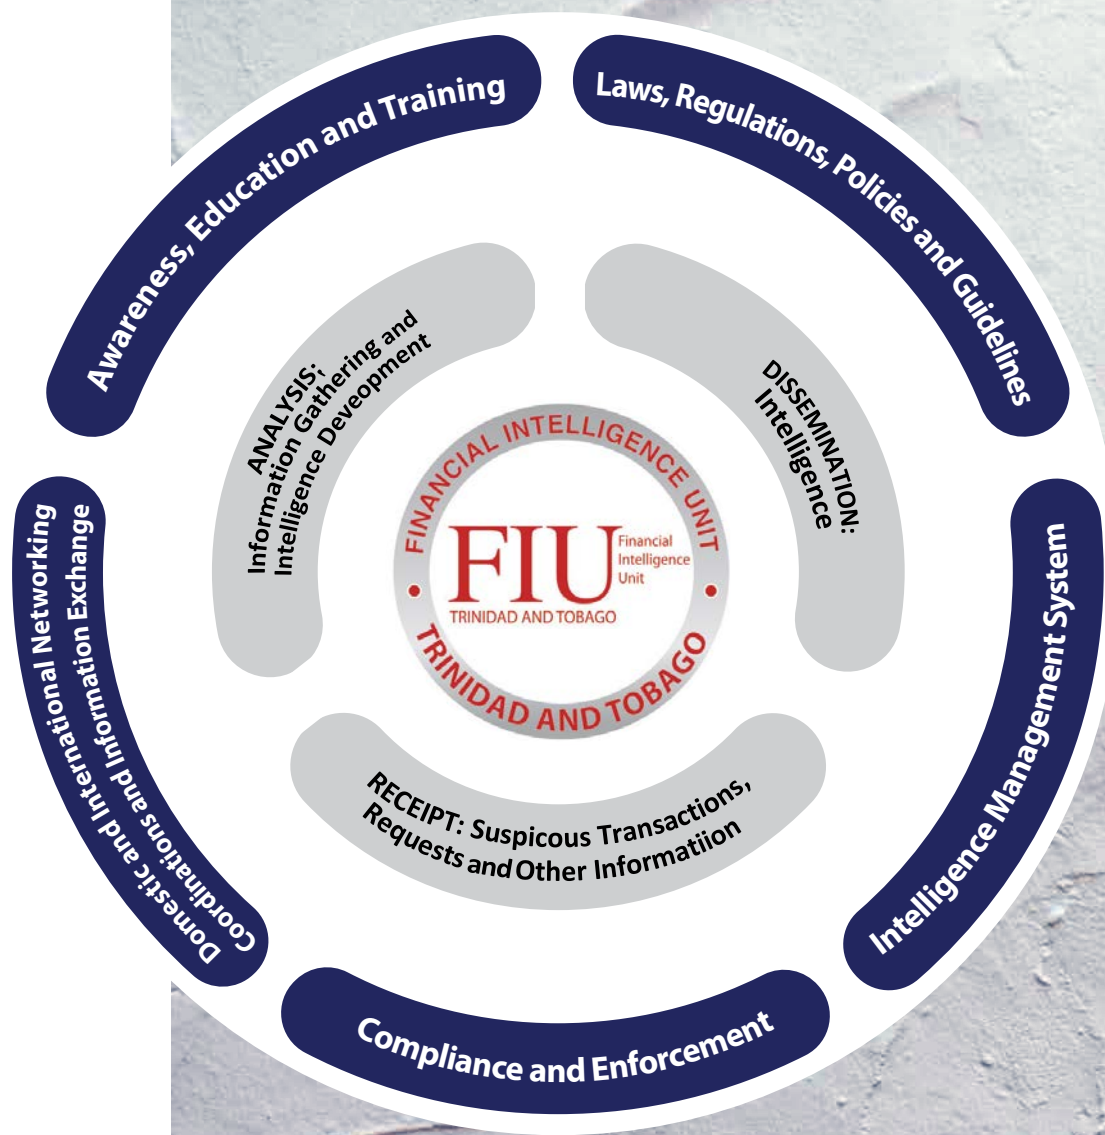 Awareness, Education and Training
Laws, Regulations, Policies and Guidelines
ANALYSIS;
Information Gathering and
Intelligence Deveopment
DISSEMINATION:
Intelligence
FINANCIAL INTELLIGENCE UNIT
FIU
Financial
Intelligence
Unit
TRINIDAD AND TOBAGO
TRINIDAD AND TOBAGO
Domestic and International Networking
Coordinations and Information Exchange
Intelligence Management System
RECEIPT: Suspicous Transactions,
Requests and Other Informatiion
Compliance and Enforcement